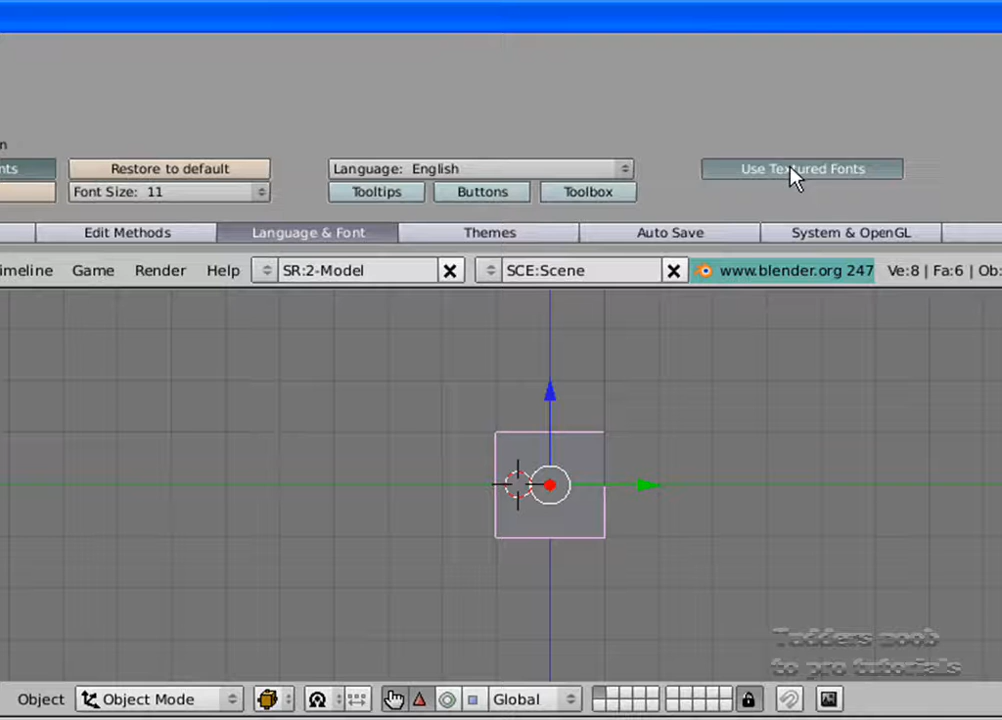 n
nts Restore to default Language: English Use Textured Fonts
Font Size: 11 Tooltips Buttons Toolbox
Edit Methods Language & Font Themes Auto Save System & OpenGL
imeline Game Render Help SR:2-Model SCE:Scene www.blender.org 247 Ve:8 | Fa:6 | Ob:
Tadders noob
to pro tutorials
Object Object Mode Global